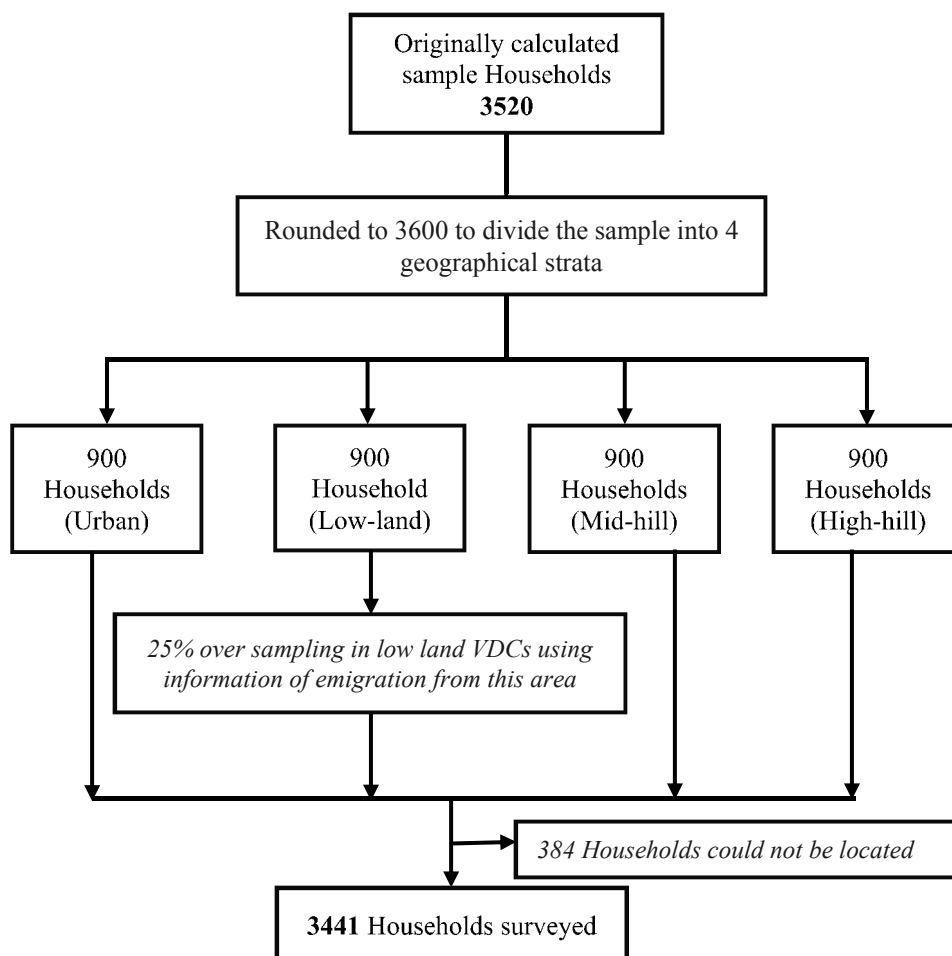 Originally calculated
sample Households
3520
Rounded to 3600 to divide the sample into 4
geographical strata
900
Households
(Urban)
900
Household
(Low-land)
900
Households
(Mid-hill)
900
Households
(High-hill)
25% over sampling in low land VDCs using
information of emigration from this area
384 Households could not be located
3441 Households surveyed